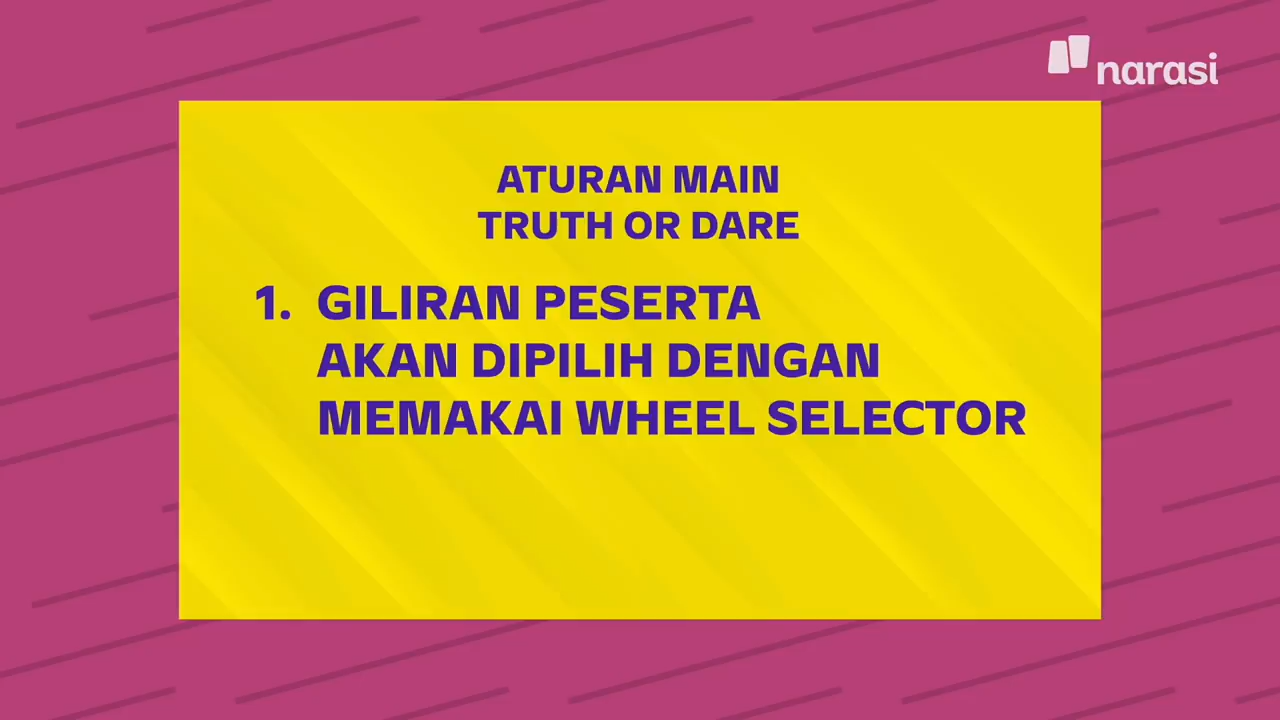 narasi
ATURAN MAIN
TRUTH OR DARE
1. GILIRAN PESERTA
AKAN DIPILIH DENGAN
MEMAKAI WHEEL SELECTOR